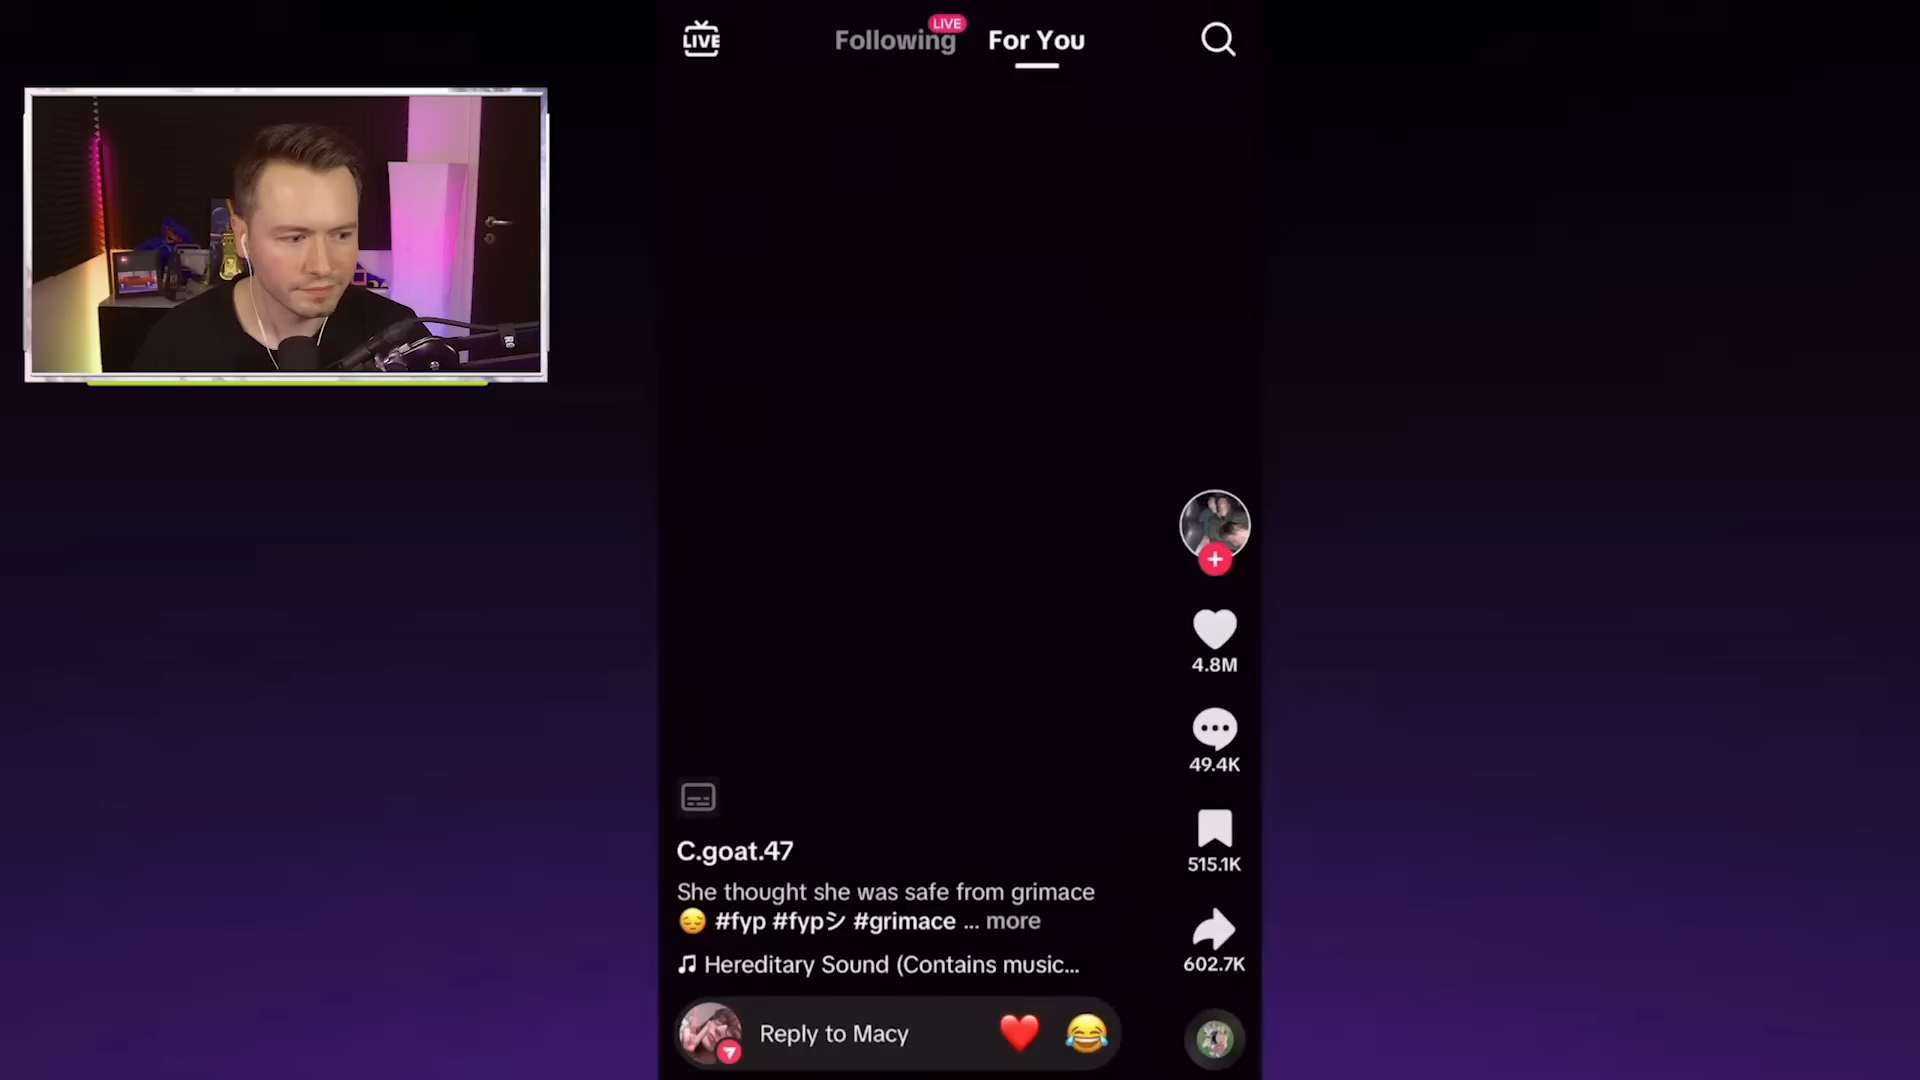 LIVE
Following
LIVE
For You
4.8M
49.4K
515.1K
602.7K
C.goat.47
She thought she was safe from grimace
😔 #fyp #fypシ #grimace ... more
Hereditary Sound (Contains music...
Reply to Macy